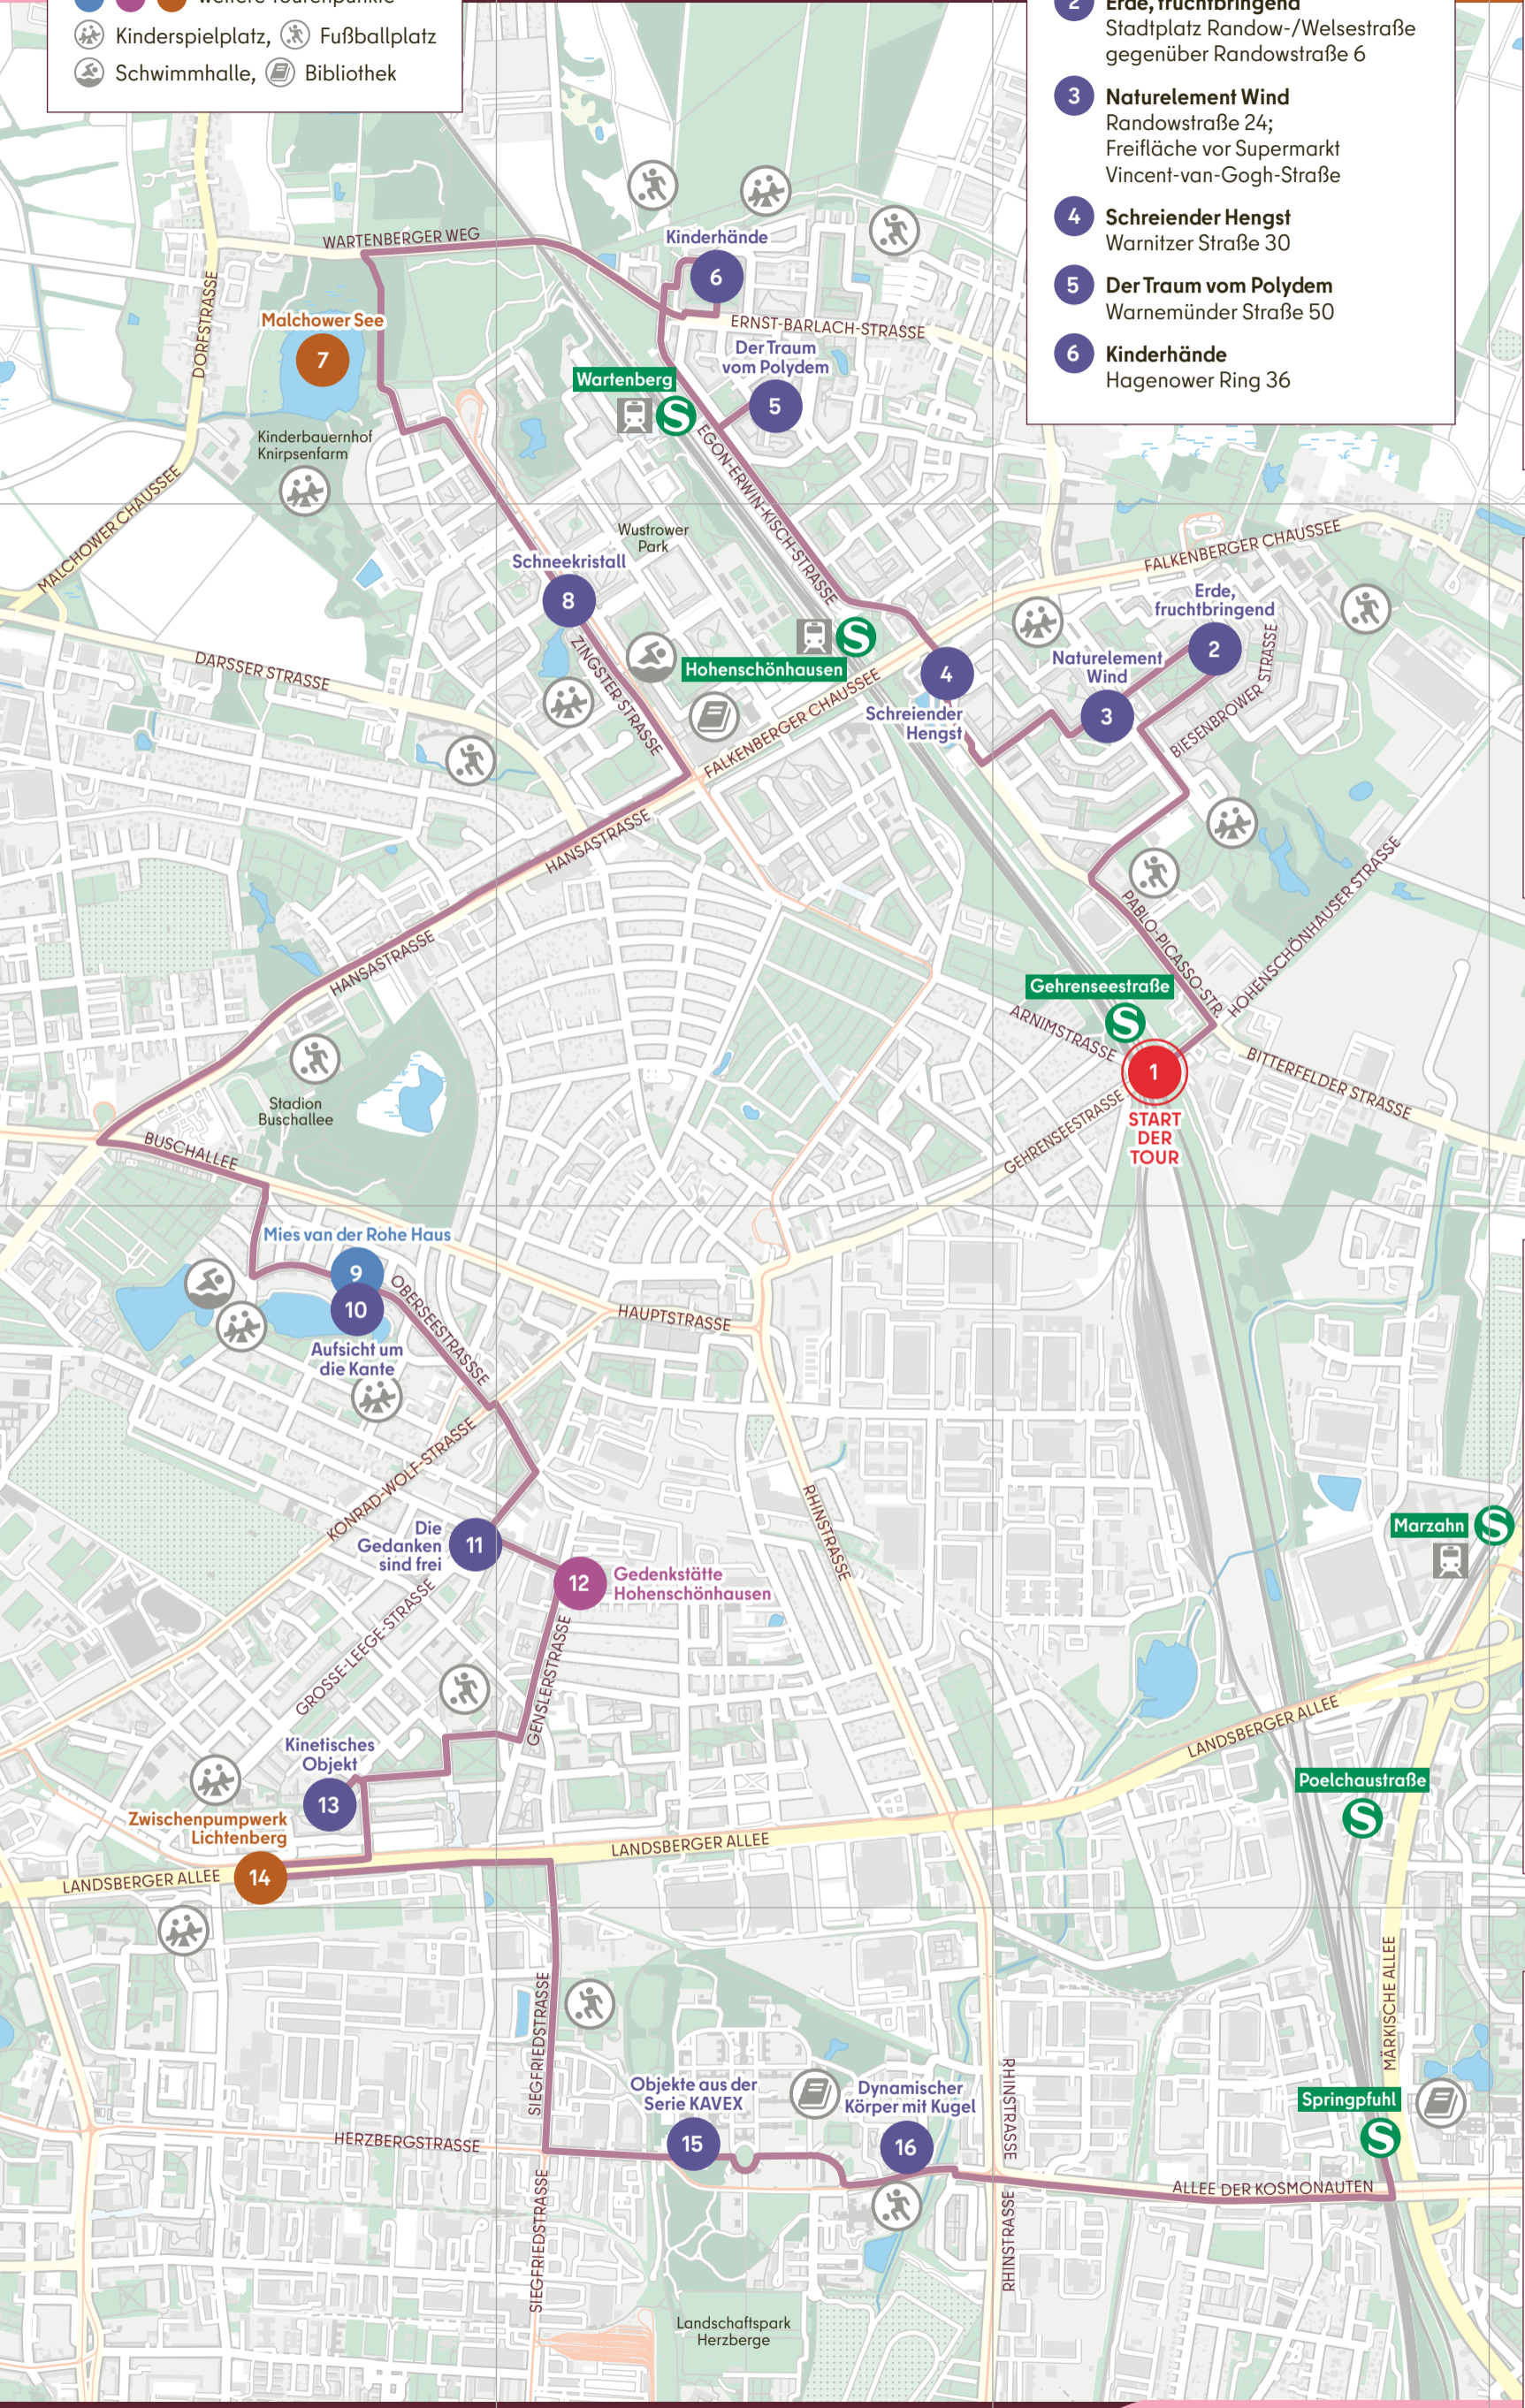 weitere Tourenpunkte
Kinderspielplatz, Fußballplatz
Schwimmhalle, Bibliothek
2 Erde, fruchtbringend
Stadtplatz Randow-/Welsestraße
gegenüber Randowstraße 6
3 Naturelement Wind
Randowstraße 24;
Freifläche vor Supermarkt
Vincent-van-Gogh-Straße
4 Schreiender Hengst
Warnitzer Straße 30
5 Der Traum vom Polydem
Warnemünder Straße 50
6 Kinderhände
Hagenower Ring 36
WARTENBERGER WEG
Kinderhände
6
DORFSTRASSE
Malchower See
7
ERNST-BARLACH-STRASSE
Der Traum
vom Polydem
5
Wartenberg
S
EGON-ERWIN-KISCH-STRASSE
Kinderbauernhof
Knirpsenfarm
MALCHOWER CHAUSSEE
Wustrower
Park
Schneekristall
8
ZINGSTER STRASSE
FALKENBERGER CHAUSSEE
Erde,
fruchtbringend
2
BIESENBROWER STRASSE
S
Hohenschönhausen
Naturelement
Wind
3
4
Schreiender
Hengst
DARSSER STRASSE
FALKENBERGER CHAUSSEE
HANSASTRASSE
HANSASTRASSE
PABLO-PICASSO-STR.
HOHENSCHÖNHAUSER STRASSE
Gehrenseestraße
S
ARNIMSTRASSE
1
START
DER
TOUR
BITTERFELDER STRASSE
GEHRENSEESTRASSE
Stadion
Buschallee
BUSCHALLEE
Mies van der Rohe Haus
9
10
Aufsicht um
die Kante
OBERSEESTRASSSE
HAUPTSTRASSE
KONRAD-WOLF-STRASSE
RHINSTRASSE
Die
Gedanken
sind frei
11
12
Gedenkstätte
Hohenschönhausen
Marzahn
S
GROSSE-LEEGE-STRASSE
GENSLERSTRASSE
LANDSBERGER ALLEE
Kinetisches
Objekt
13
Poelchaustraße
S
Zwischenpumpwerk
Lichtenberg
14
LANDSBERGER ALLEE
LANDSBERGER ALLEE
SIEGFRIEDSTRASSE
MÄRKISCHE ALLEE
Objekte aus der
Serie KAVEX
15
Dynamischer
Körper mit Kugel
16
RHINSTRASSE
Springpfuhl
S
HERZBERGSTRASSE
ALLEE DER KOSMONAUTEN
SIEGFRIEDSTRASSE
RHINSTRASSE
Landschaftspark
Herzberge